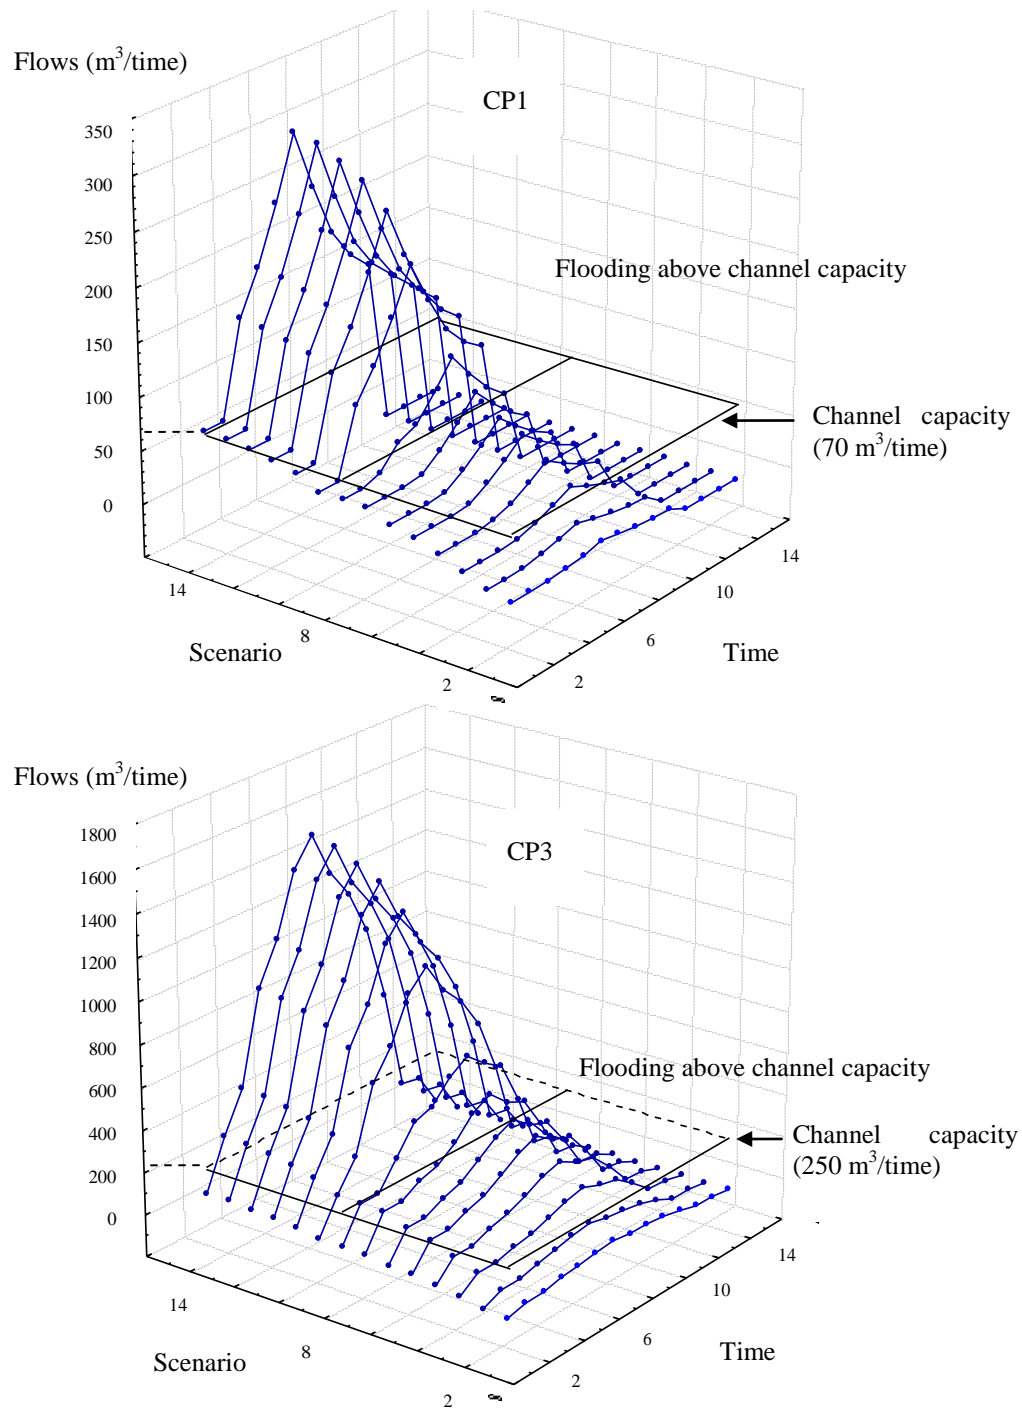 Flows (m³/time)
CP1
350
300
250
200
150
100
50
0
Flooding above channel capacity
Channel capacity
(70 m³/time)
14
8
2
Scenario
2
6
10
14
Time
Flows (m³/time)
CP3
1800
1600
1400
1200
1000
800
600
400
200
0
Flooding above channel capacity
Channel capacity
(250 m³/time)
14
8
2
Scenario
2
6
10
14
Time